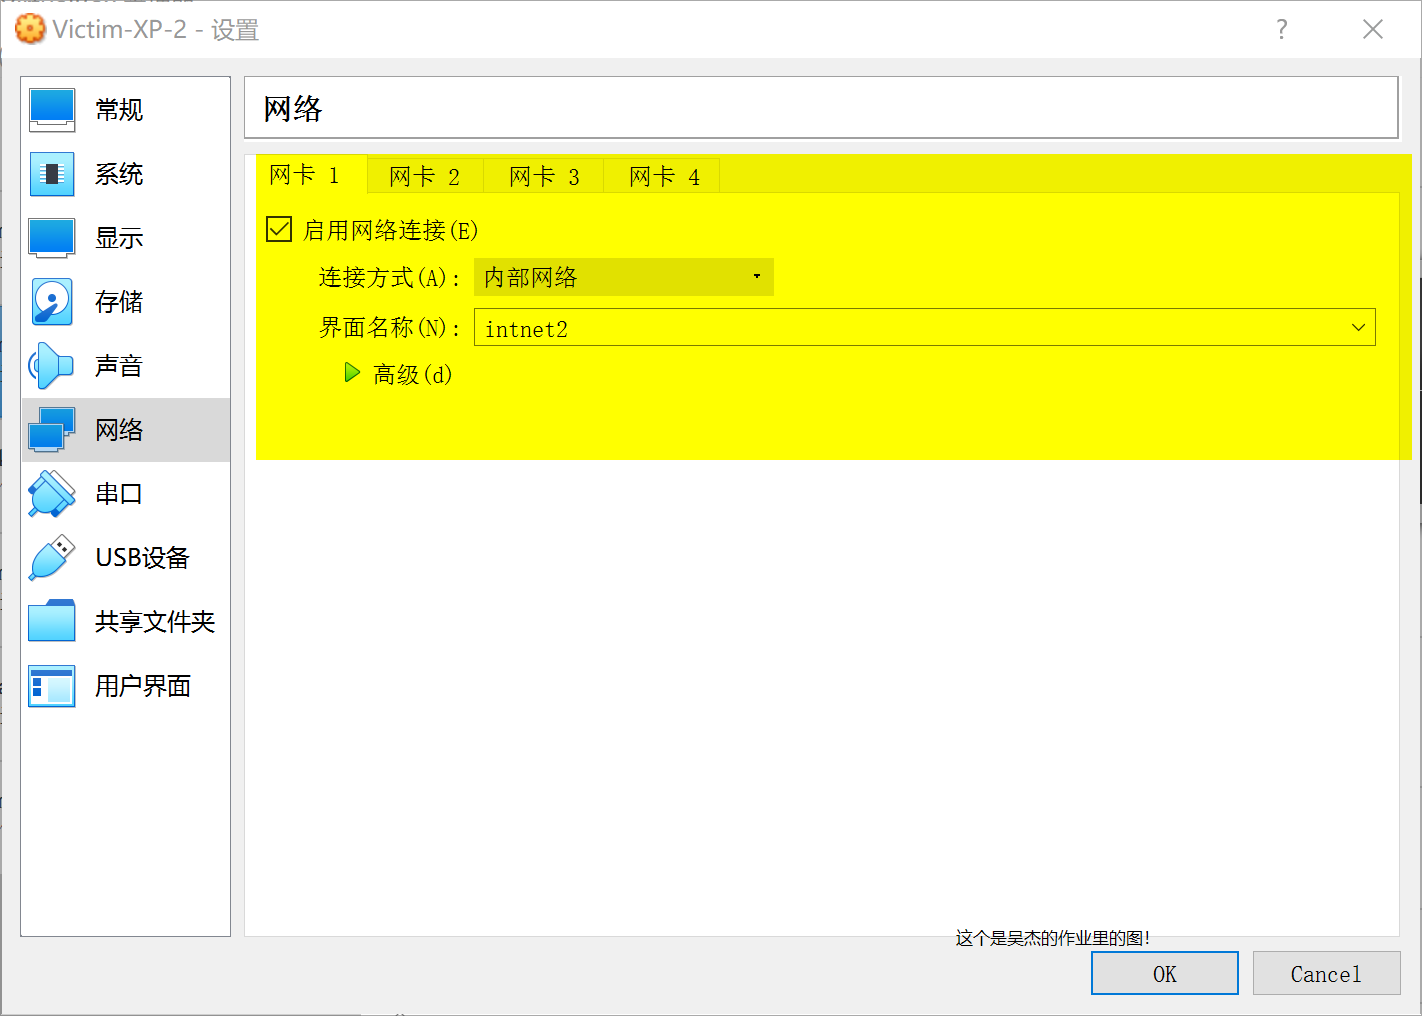 Victim-XP-2 - 设置
?
常规
系统
显示
存储
声音
网络
串口
USB设备
共享文件夹
用户界面
网络
网卡 1
网卡 2
网卡 3
网卡 4
启用网络连接(E)
连接方式(A): 内部网络
界面名称(N): intnet2
高级(d)
这个是吴杰的作业里的图!
OK
Cancel